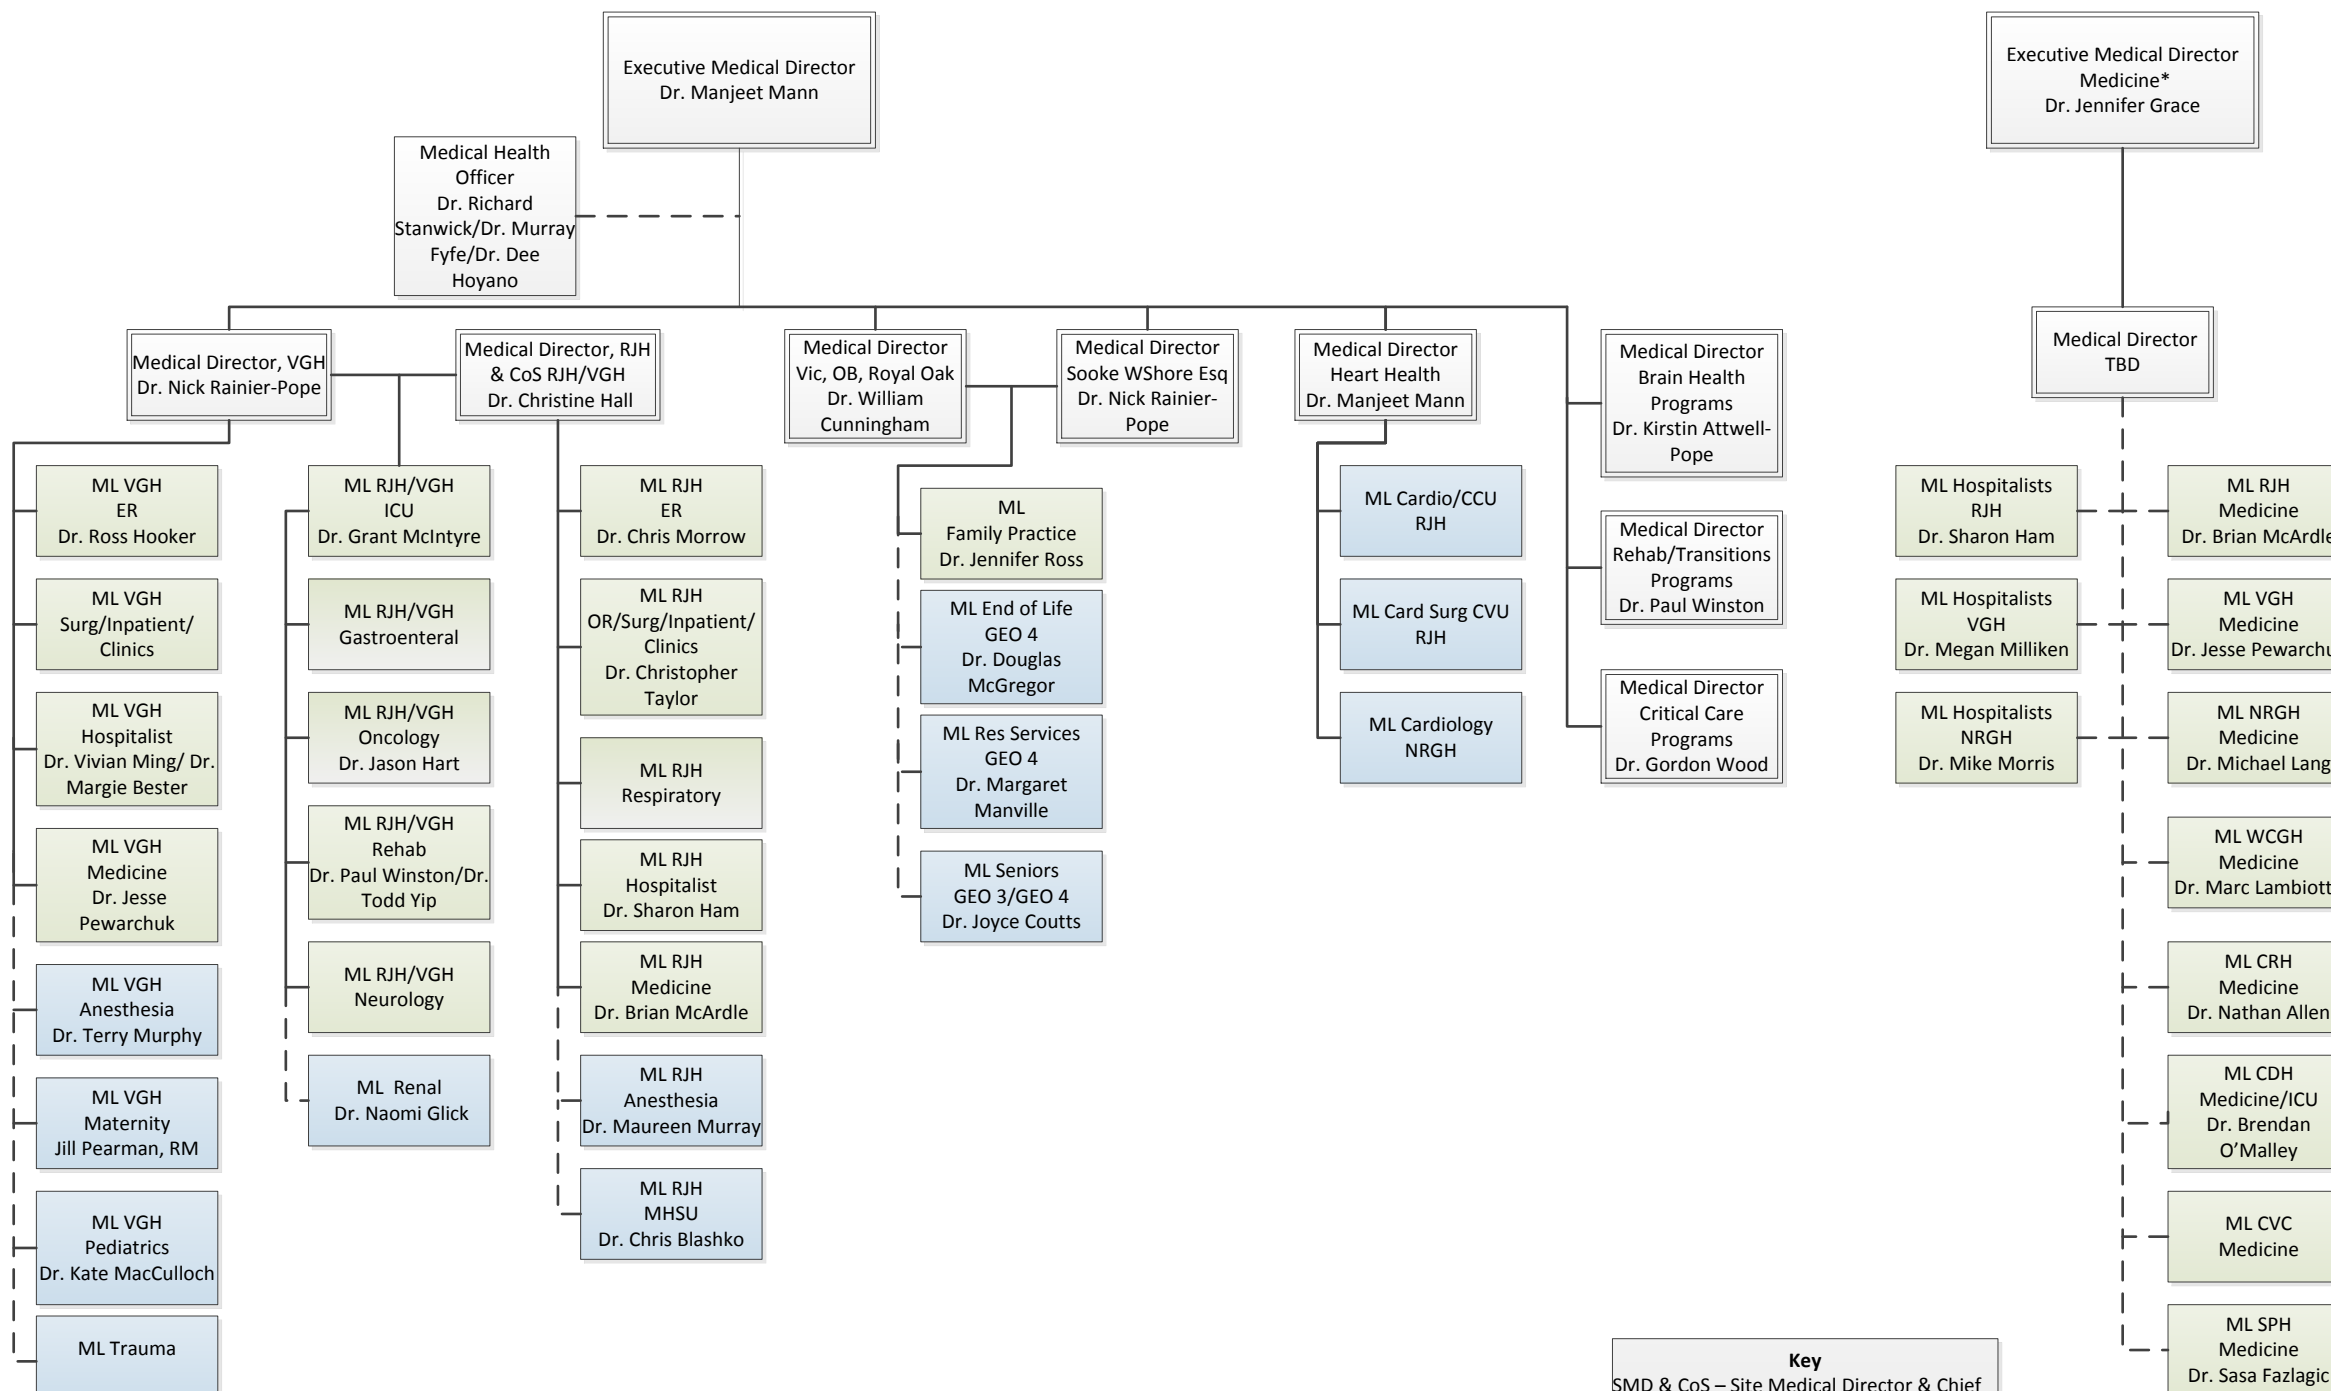 Executive Medical Director
Dr. Manjeet Mann
Executive Medical Director
Medicine*
Dr. Jennifer Grace
Medical Health
Officer
Dr. Richard
Stanwick/Dr. Murray
Fyfe/Dr. Dee
Hoyano
Medical Director, VGH
Dr. Nick Rainier-Pope
Medical Director, RJH
& CoS RJH/VGH
Dr. Christine Hall
Medical Director
Vic, OB, Royal Oak
Dr. William
Cunningham
Medical Director
Sooke WShore Esq
Dr. Nick Rainier-
Pope
Medical Director
Heart Health
Dr. Manjeet Mann
Medical Director
Brain Health
Programs
Dr. Kirstin Attwell-
Pope
Medical Director
Rehab/Transitions
Programs
Dr. Paul Winston
Medical Director
Critical Care
Programs
Dr. Gordon Wood
Medical Director
TBD
ML VGH
ER
Dr. Ross Hooker
ML VGH
Surg/Inpatient/
Clinics
ML VGH
Hospitalist
Dr. Vivian Ming/ Dr.
Margie Bester
ML VGH
Medicine
Dr. Jesse
Pewarchuk
ML VGH
Anesthesia
Dr. Terry Murphy
ML VGH
Maternity
Jill Pearman, RM
ML VGH
Pediatrics
Dr. Kate MacCulloch
ML Trauma
ML RJH/VGH
ICU
Dr. Grant McIntyre
ML RJH/VGH
Gastroenteral
ML RJH/VGH
Oncology
Dr. Jason Hart
ML RJH/VGH
Rehab
Dr. Paul Winston/Dr.
Todd Yip
ML RJH/VGH
Neurology
ML Renal
Dr. Naomi Glick
ML RJH
ER
Dr. Chris Morrow
ML RJH
OR/Surg/Inpatient/
Clinics
Dr. Christopher
Taylor
ML RJH
Respiratory
ML RJH
Hospitalist
Dr. Sharon Ham
ML RJH
Medicine
Dr. Brian McArdle
ML RJH
Anesthesia
Dr. Maureen Murray
ML RJH
MHSU
Dr. Chris Blashko
ML
Family Practice
Dr. Jennifer Ross
ML End of Life
GEO 4
Dr. Douglas
McGregor
ML Res Services
GEO 4
Dr. Margaret
Manville
ML Seniors
GEO 3/GEO 4
Dr. Joyce Coutts
ML Cardio/CCU
RJH
ML Card Surg CVU
RJH
ML Cardiology
NRGH
ML Hospitalists
RJH
Dr. Sharon Ham
ML Hospitalists
VGH
Dr. Megan Milliken
ML Hospitalists
NRGH
Dr. Mike Morris
ML RJH
Medicine
Dr. Brian McArdle
ML VGH
Medicine
Dr. Jesse
ML NRGH
Medicine
Dr. Michael Lang
ML WCGH
Medicine
Dr. Marc
ML CRH
Medicine
Dr. Nathan Allen
ML CDH
Medicine/ICU
Dr. Brendan
O’Malley
ML CVC
Medicine
ML SPH
Medicine
Dr. Sasa Fazlagic
Key
SMD & CoS – Site Medical Director & Chief